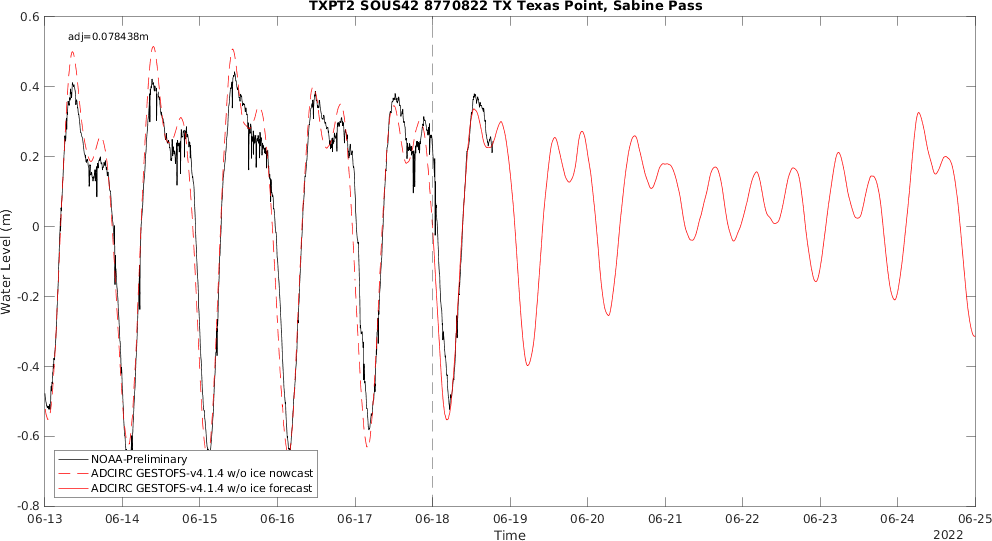 TXPT2 SOUS42 8770822 TX Texas Point, Sabine Pass
adj=0.078438m
0.6
0.4
0.2
0
-0.2
-0.4
-0.6
-0.8
Water Level (m)
NOAA-Preliminary
ADCIRC GESTOFS-v4.1.4 w/o ice nowcast
ADCIRC GESTOFS-v4.1.4 w/o ice forecast
06-13 06-14 06-15 06-16 06-17 06-18 06-19 06-20 06-21 06-22 06-23 06-24 06-25
Time
2022